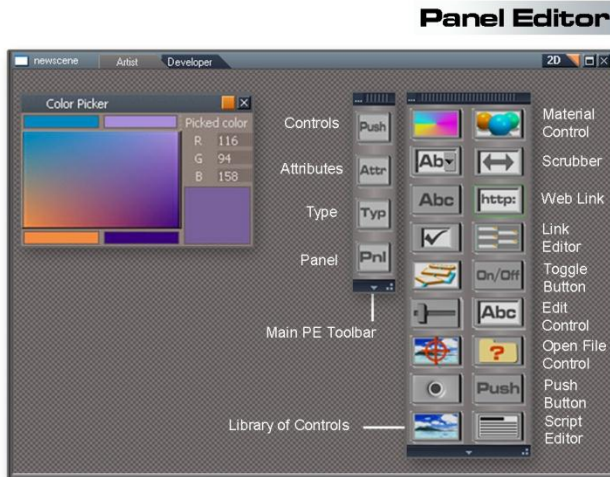 Panel Editor
newscene
Artist
Developer
2D
Color Picker
Picked color
R 116
G 94
B 158
Controls
Push
Attributes
Attr
Type
Typ
Panel
Pnl
Main PE Toolbar
Library of Controls
Material
Control
Ab
Scrubber
Abc
http:
Web Link
Link
Editor
On/Off
Toggle
Button
Abc
Edit
Control
?
Open File
Control
Push
Push
Button
Script
Editor